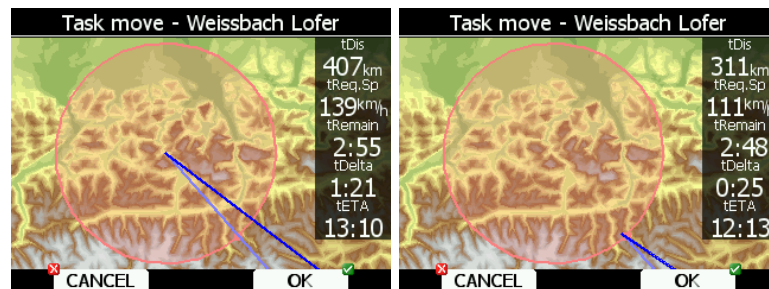 Task move - Weissbach Lofer
tDis
407km
tReq.Sp
139km/h
tRemain
2:55
tDelta
1:21
tETA
13:10
CANCEL
OK
Task move - Weissbach Lofer
tDis
311km
tReq.Sp
111km/h
tRemain
2:48
tDelta
0:25
tETA
12:13
CANCEL
OK